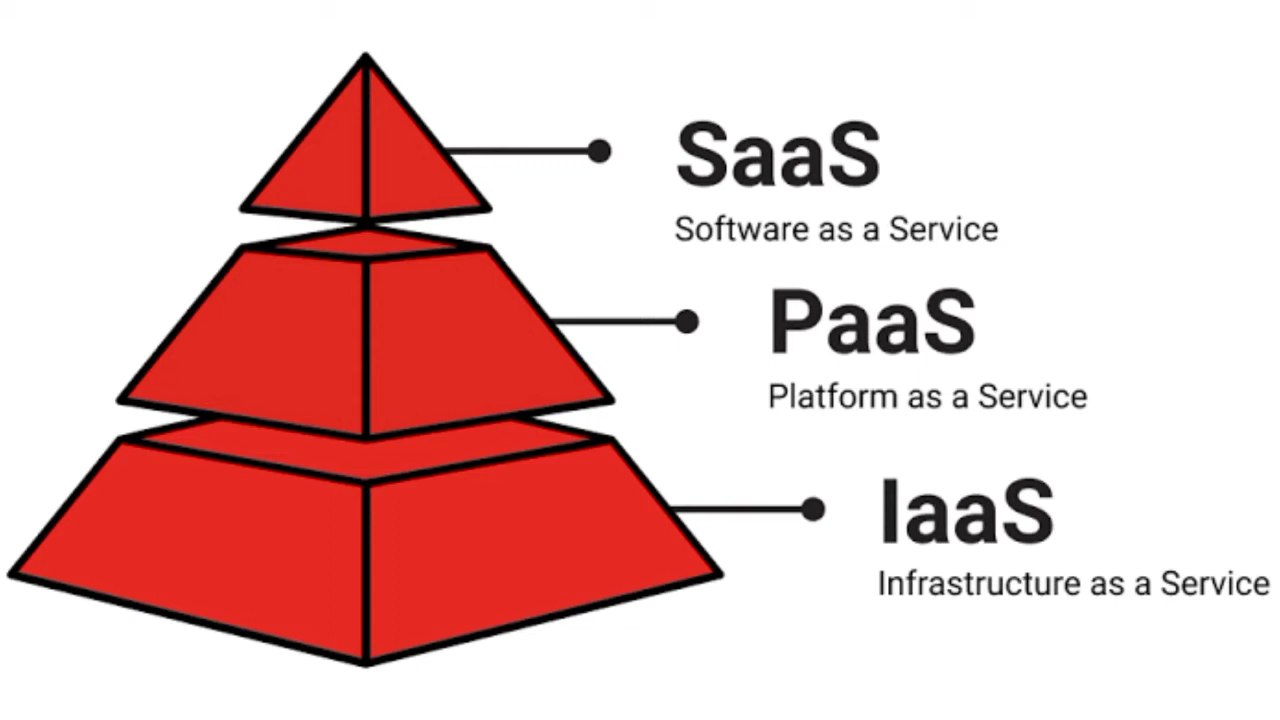 SaaS
Software as a Service
PaaS
Platform as a Service
IaaS
Infrastructure as a Service